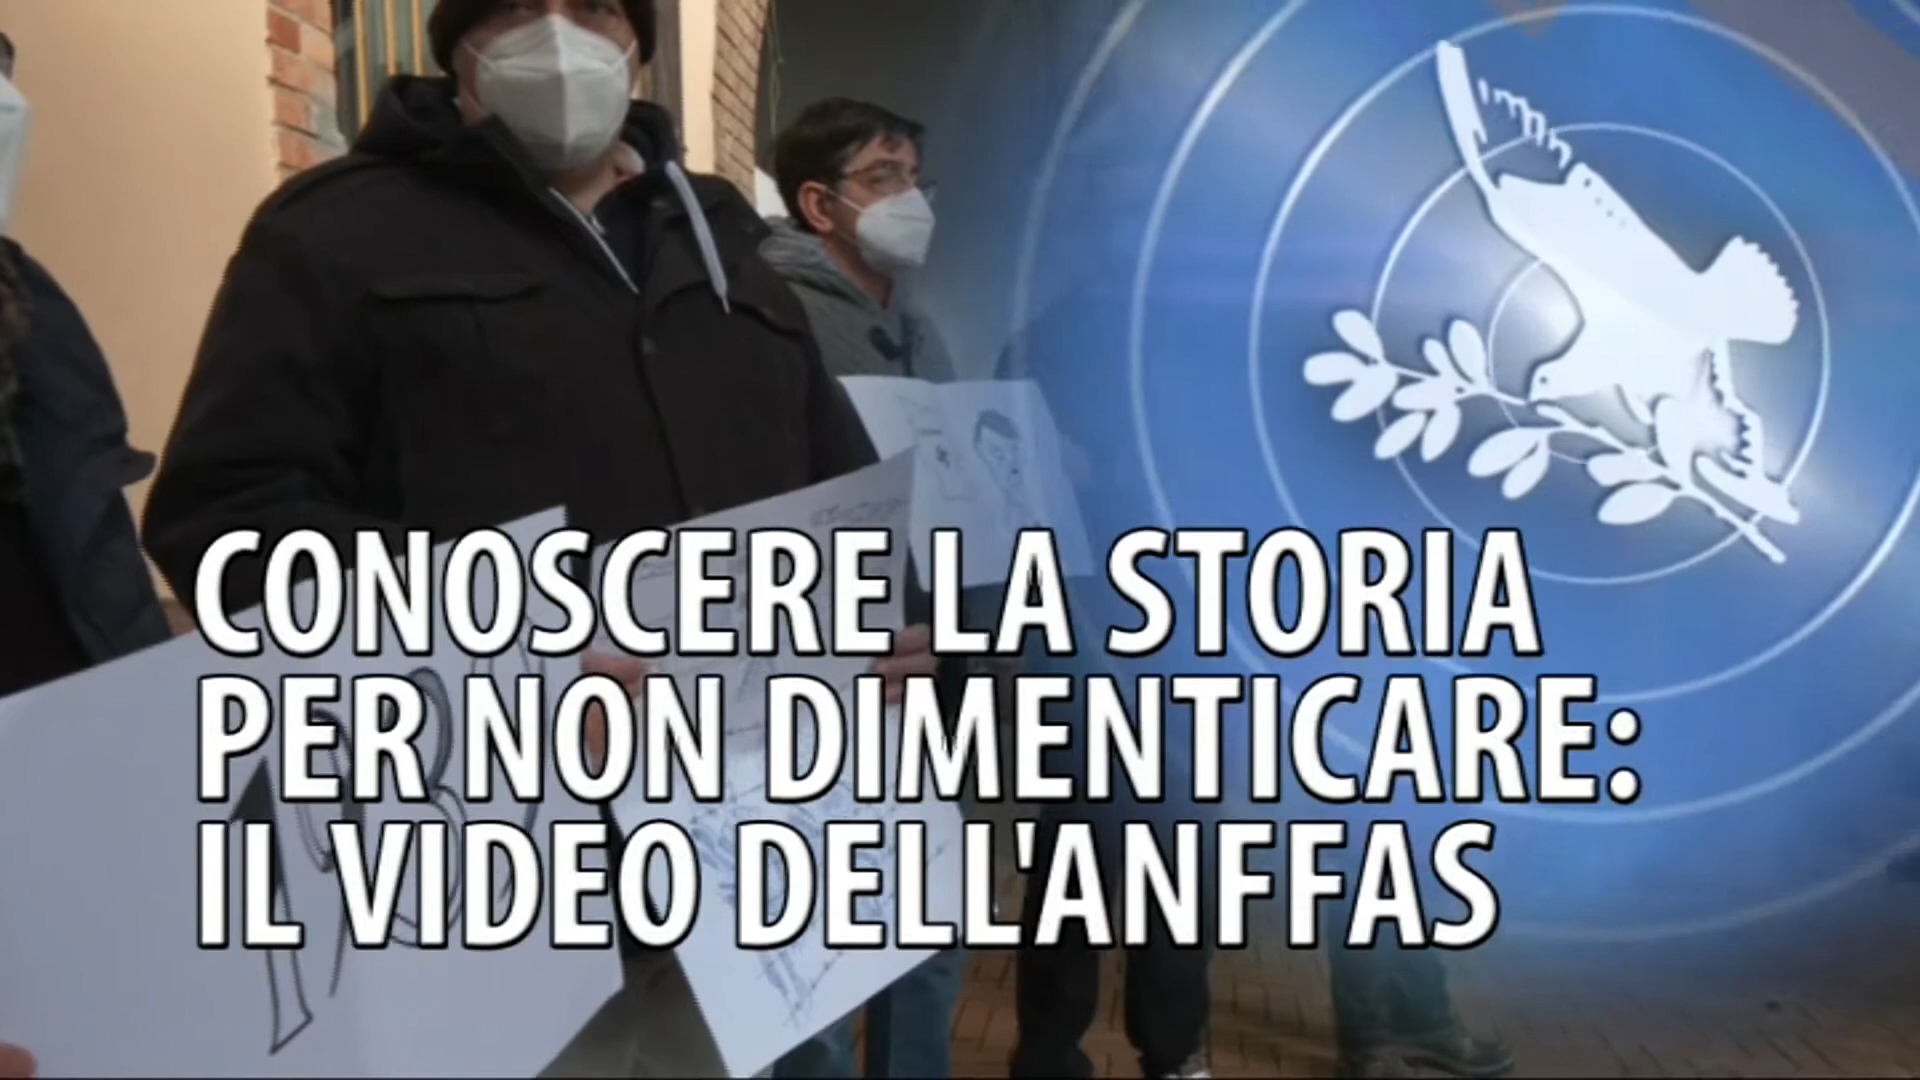 CONOSCERE LA STORIA
PER NON DIMENTICARE:
IL VIDEO DELL'ANFFAS